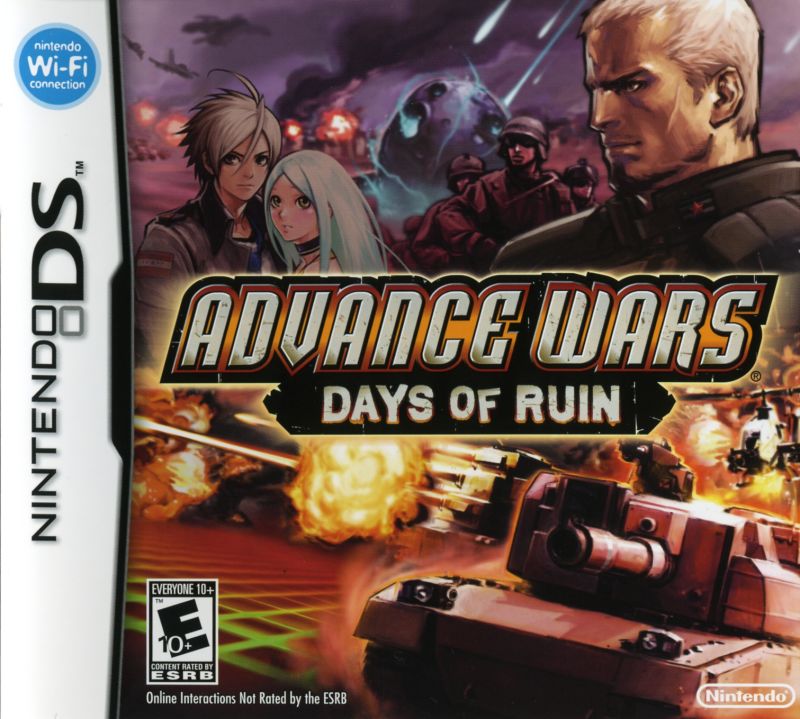 nintendo
Wi-Fi
connection
NINTENDO DS™
ADVANCE WARS®
DAYS OF RUIN
EVERYONE 10+
™
E
10+
CONTENT RATED BY
ESRB
Online Interactions Not Rated by the ESRB
Nintendo®